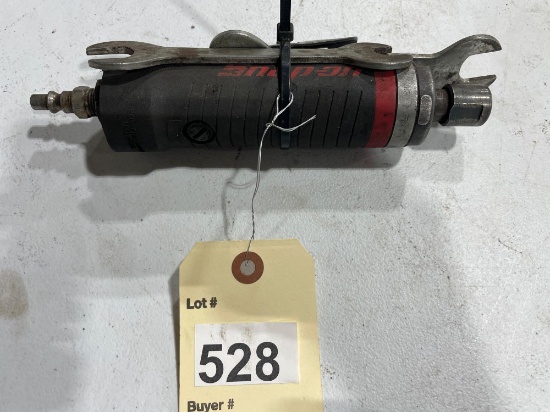 Snap-on
Lot #
528
Buyer #